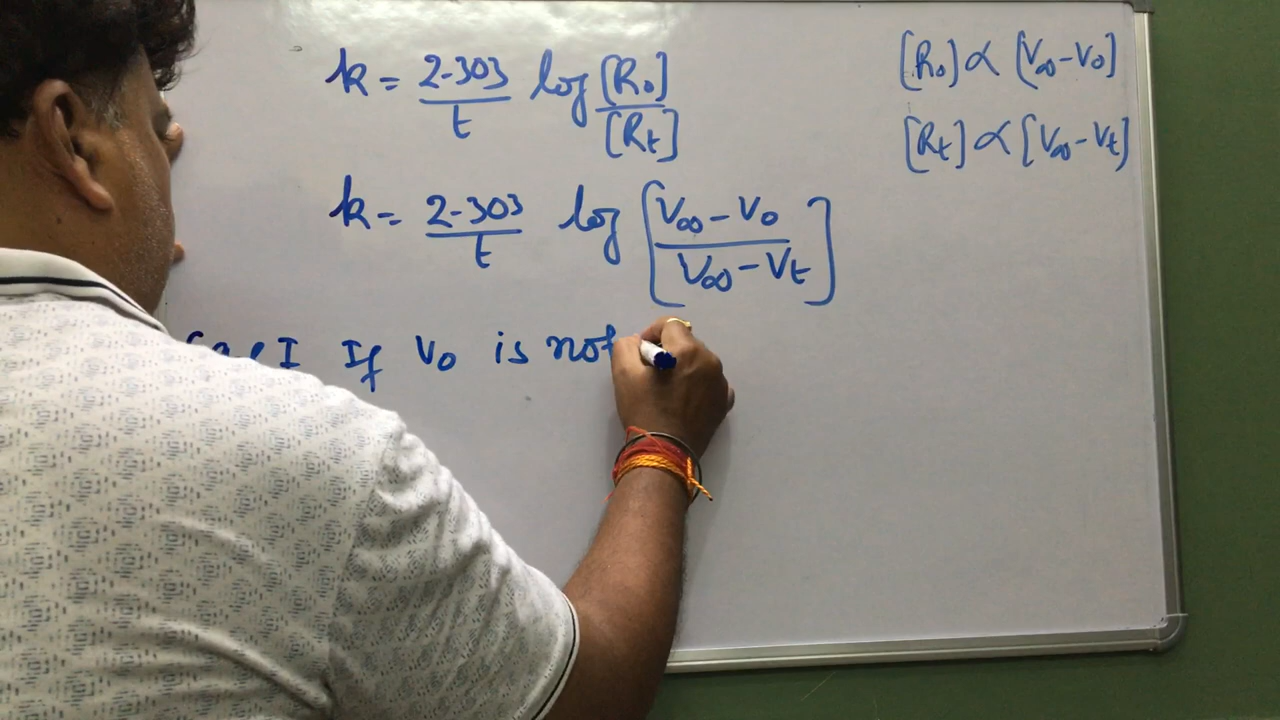 k = 2.303/t log [R₀]/[Rt]
[R₀] ∝ [V∞ - V₀]
[Rt] ∝ [V∞ - Vt]
k = 2.303/t log [V∞ - V₀ / V∞ - Vt]
I If V₀ is not